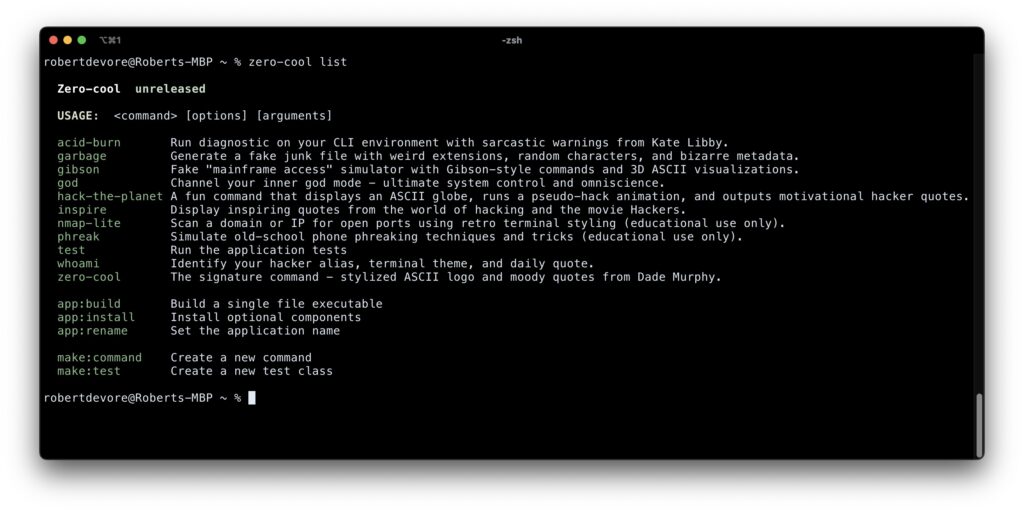 ⌥⌘1
-zsh
robertdevore@Roberts-MBP ~ % zero-cool list
Zero-cool unreleased
USAGE: <command> [options] [arguments]
acid-burn Run diagnostic on your CLI environment with sarcastic warnings from Kate Libby.
garbage Generate a fake junk file with weird extensions, random characters, and bizarre metadata.
gibson Fake "mainframe access" simulator with Gibson-style commands and 3D ASCII visualizations.
god Channel your inner god mode – ultimate system control and omniscience.
hack-the-planet A fun command that displays an ASCII globe, runs a pseudo-hack animation, and outputs motivational hacker quotes.
inspire Display inspiring quotes from the world of hacking and the movie Hackers.
nmap-lite Scan a domain or IP for open ports using retro terminal styling (educational use only).
phreak Simulate old-school phone phreaking techniques and tricks (educational use only).
test Run the application tests
whoami Identify your hacker alias, terminal theme, and daily quote.
zero-cool The signature command – stylized ASCII logo and moody quotes from Dade Murphy.
app:build Build a single file executable
app:install Install optional components
app:rename Set the application name
make:command Create a new command
make:test Create a new test class
robertdevore@Roberts-MBP ~ %